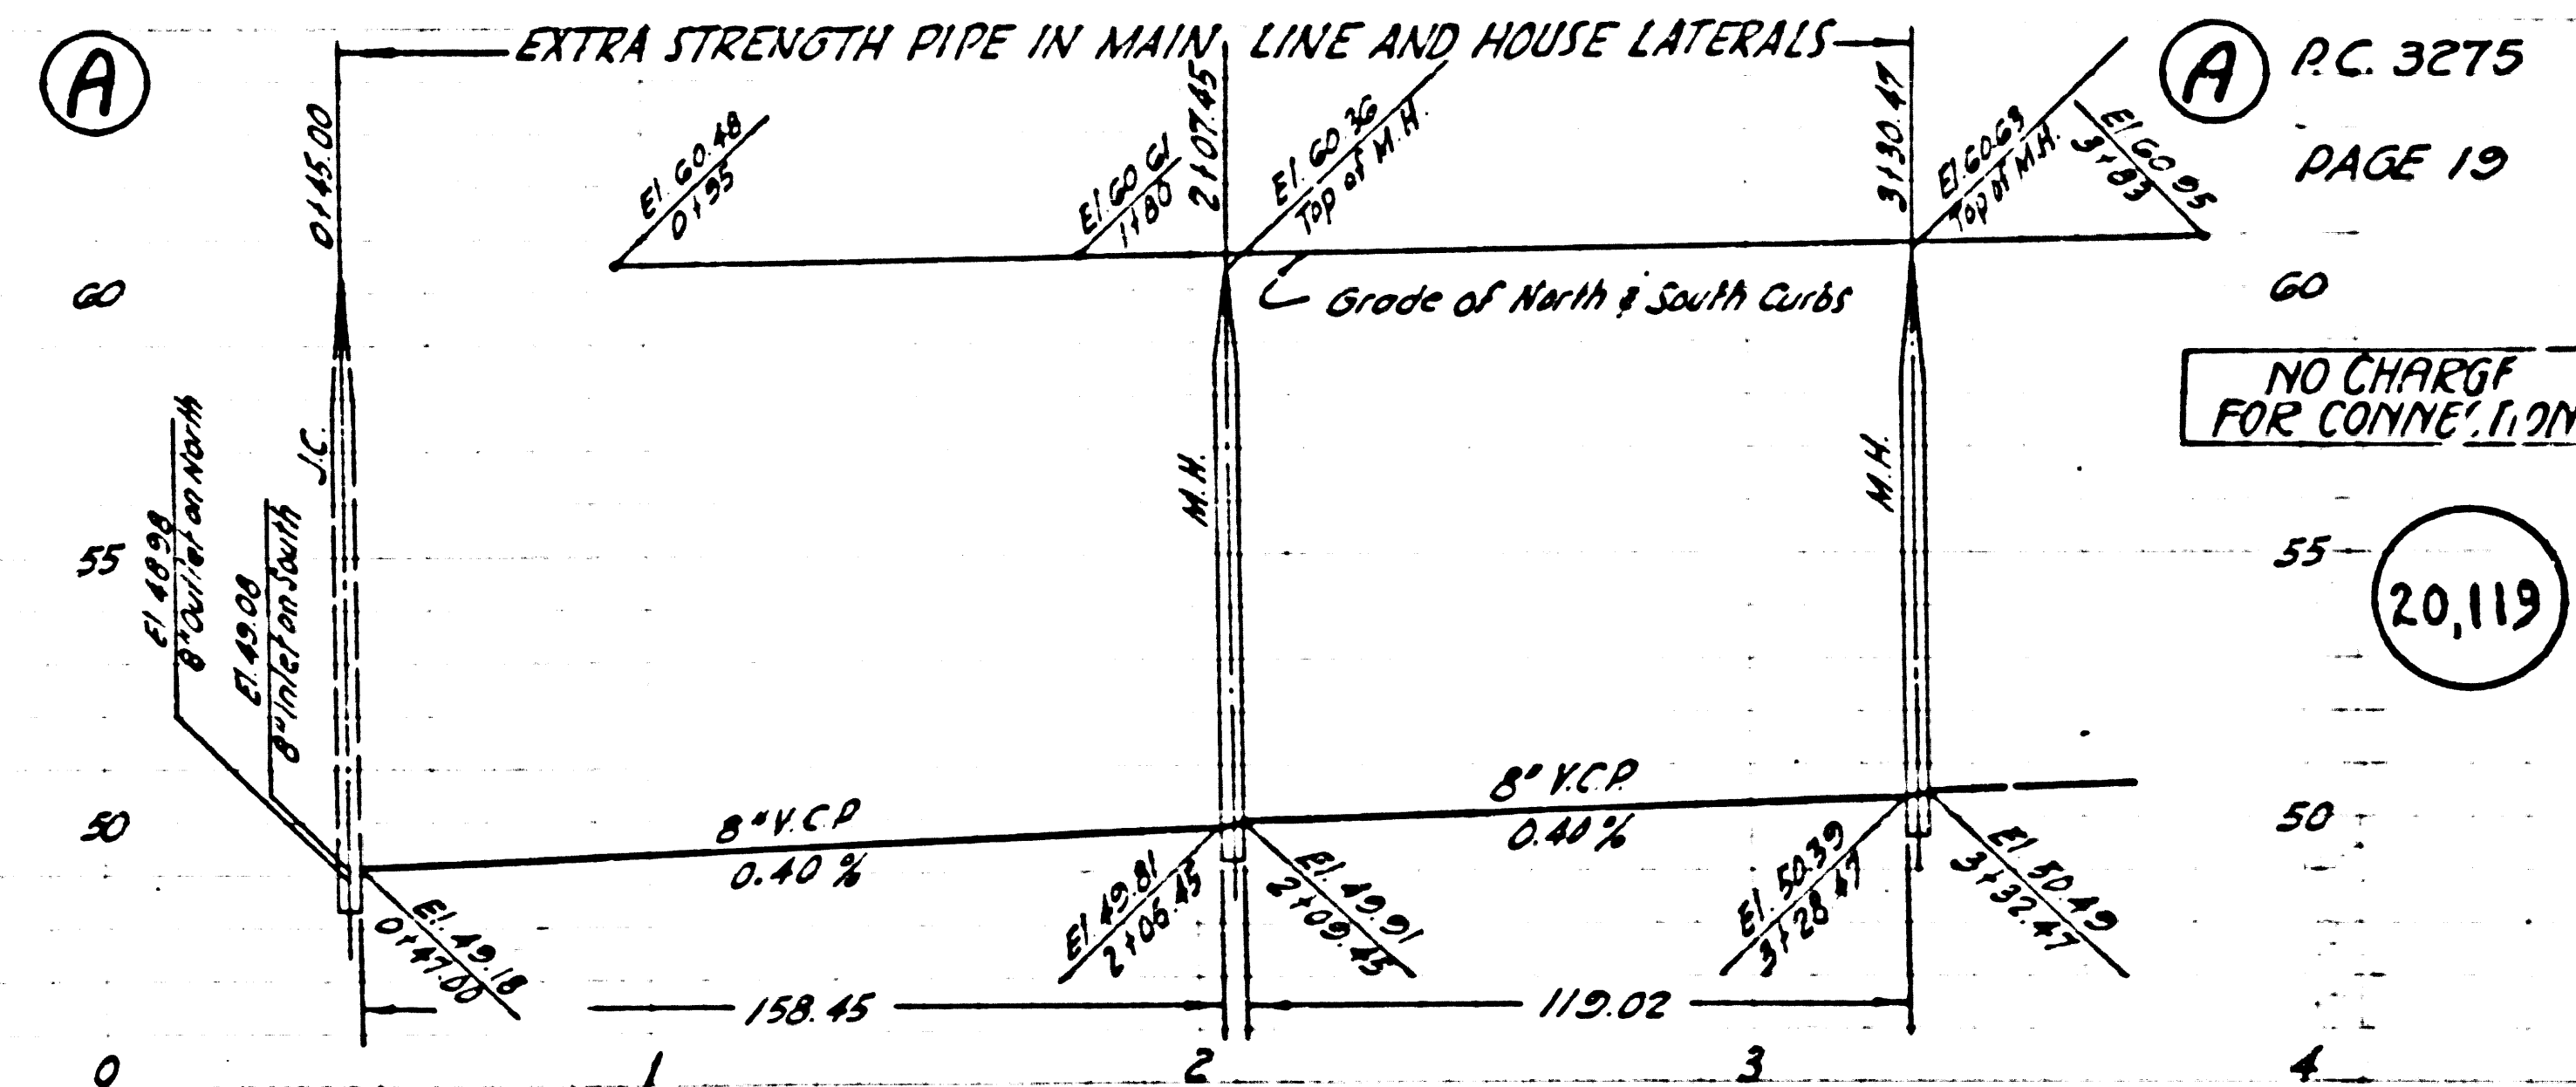 A
EXTRA STRENGTH PIPE IN MAIN LINE AND HOUSE LATERALS
A
P.C. 3275
PAGE 19
0+45.00
El. 60.48
0+95
El. 60 61
1+80
2+07.45
El. 60.36
Top of M.H.
3+30.47
El. 60.63
Top of M.H.
El. 60 95
3+83
60
Grade of North & South Curbs
60
NO CHARGE
FOR CONNECTION
J.C.
M.H.
M.H.
El 48 98
8" Outlet on North
El. 49.08
8" Inlet on South
55
55
20,119
50
8" V.C.P
0.40 %
8" V.C.P.
0.40 %
50
El. 49.18
0+47.00
El 49.81
2+06.45
El. 49.91
2+09.45
El. 50.39
3+28.47
El 50.49
3+32.47
158.45
119.02
0
1
2
3
4